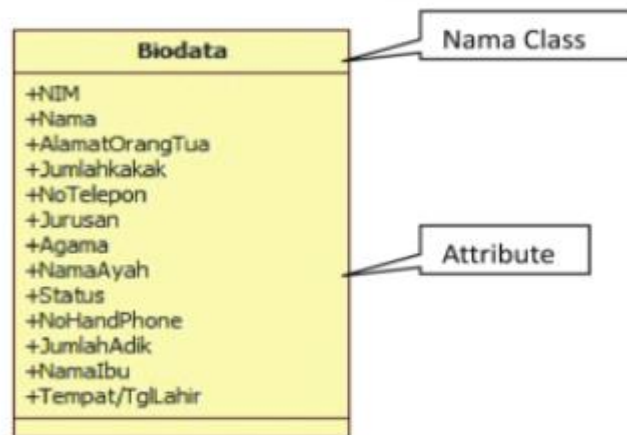 Biodata
Nama Class
+NIM
+Nama
+AlamatOrangTua
+Jumlahkakak
+NoTelepon
+Jurusan
+Agama
+NamaAyah
+Status
+NoHandPhone
+JumlahAdik
+NamaIbu
+Tempat/TglLahir
Attribute